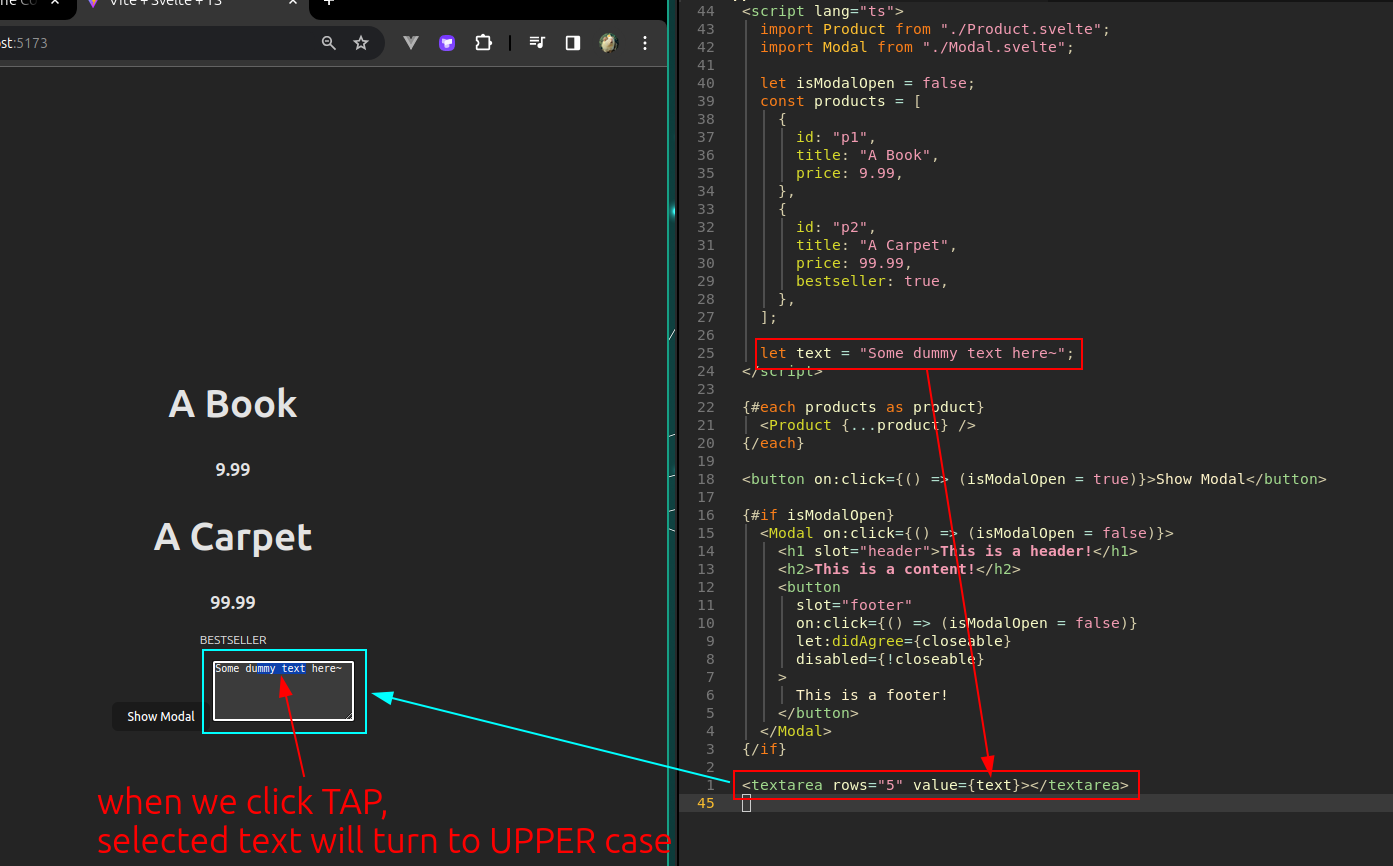 Vite + Svelte + TS
st:5173
A Book
9.99
A Carpet
99.99
BESTSELLER
Some dummy text here~
Show Modal
when we click TAP,
selected text will turn to UPPER case
44 <script lang="ts">
43 import Product from "./Product.svelte";
42 import Modal from "./Modal.svelte";
41
40 let isModalOpen = false;
39 const products = [
38 {
37 id: "p1",
36 title: "A Book",
35 price: 9.99,
34 },
33 {
32 id: "p2",
31 title: "A Carpet",
30 price: 99.99,
29 bestseller: true,
28 },
27 ];
26
25 let text = "Some dummy text here~";
24 </script>
23
22 {#each products as product}
21 <Product {...product} />
20 {/each}
19
18 <button on:click={() => (isModalOpen = true)}>Show Modal</button>
17
16 {#if isModalOpen}
15 <Modal on:click={() => (isModalOpen = false)}>
14 <h1 slot="header">This is a header!</h1>
13 <h2>This is a content!</h2>
12 <button
11 slot="footer"
10 on:click={() => (isModalOpen = false)}
9 let:didAgree={closeable}
8 disabled={!closeable}
7 >
6 This is a footer!
5 </button>
4 </Modal>
3 {/if}
2
1 <textarea rows="5" value={text}></textarea>
45